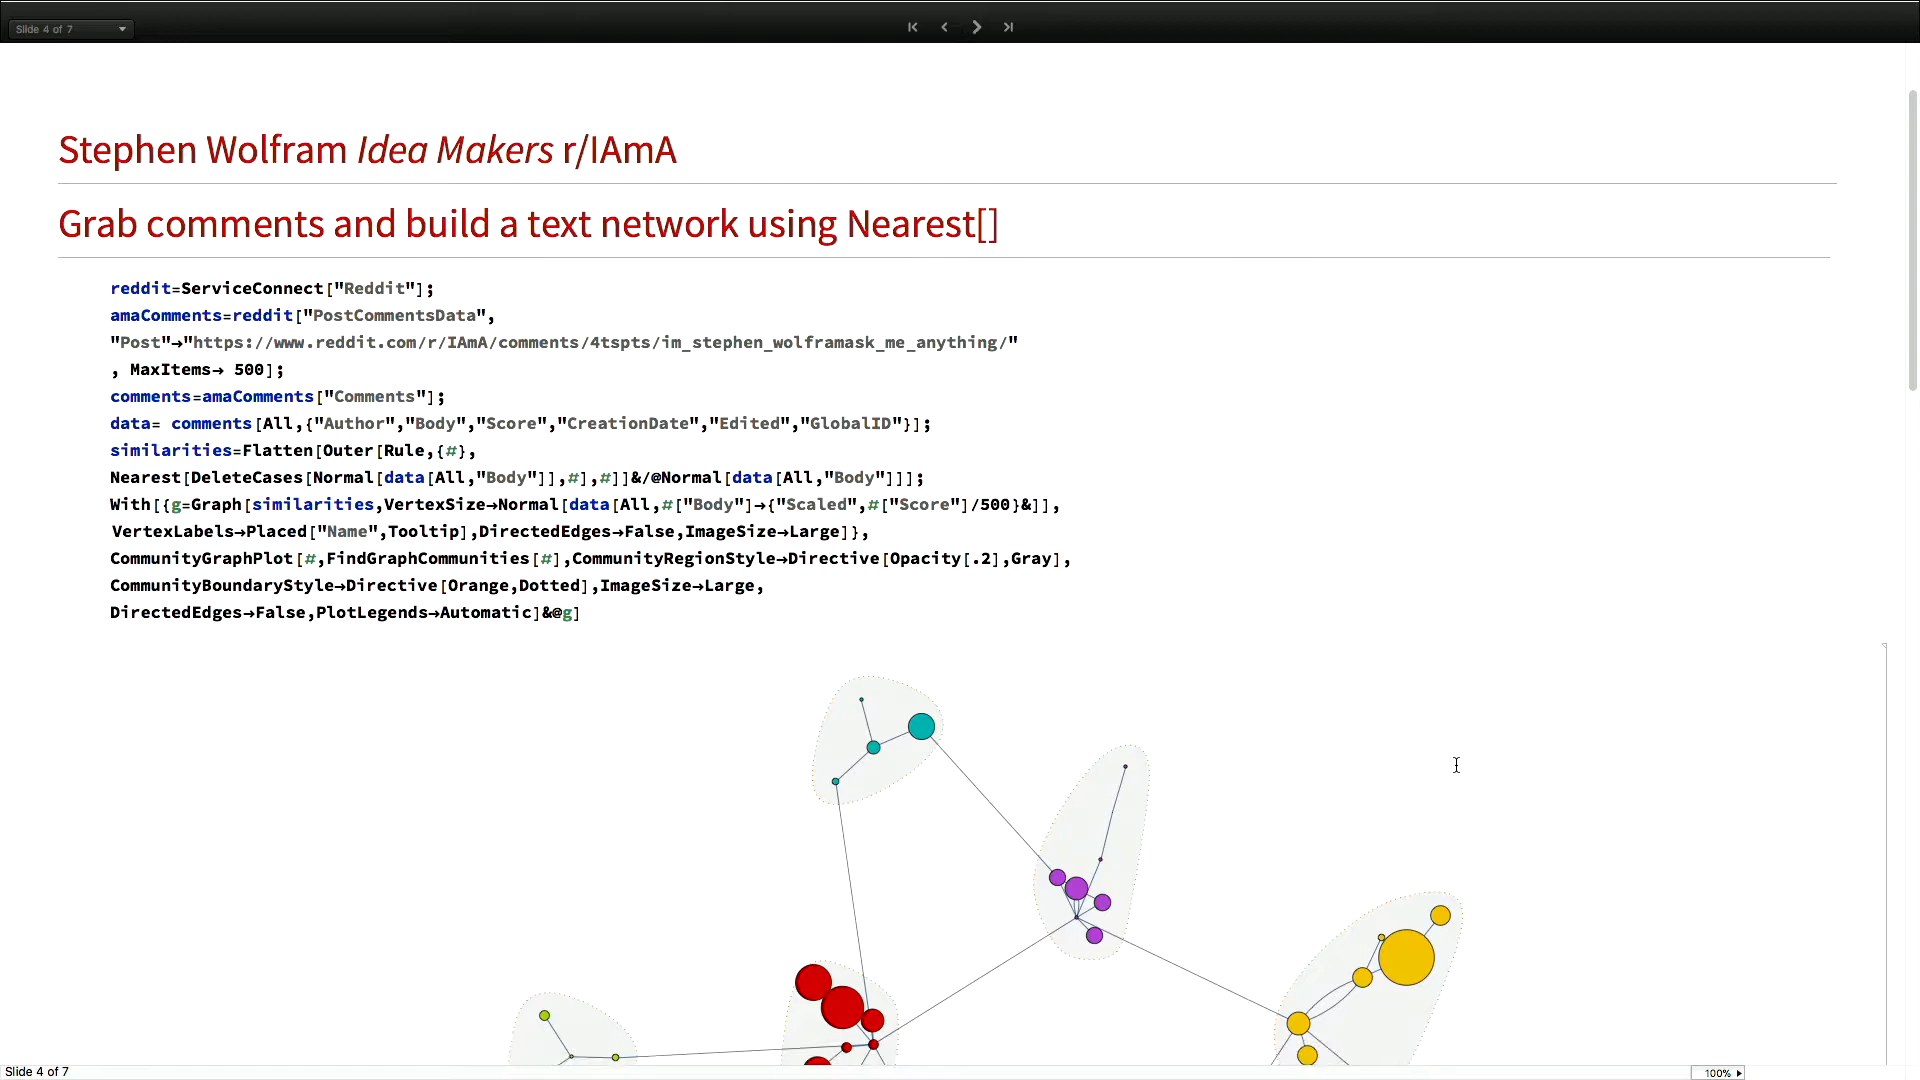 Slide 4 of 7
Stephen Wolfram Idea Makers r/IAmA
Grab comments and build a text network using Nearest[]
reddit=ServiceConnect["Reddit"];
amaComments=reddit["PostCommentsData",
"Post"→"https://www.reddit.com/r/IAmA/comments/4tspts/im_stephen_wolframask_me_anything/"
, MaxItems→ 500];
comments=amaComments["Comments"];
data= comments[All,{"Author","Body","Score","CreationDate","Edited","GlobalID"}];
similarities=Flatten[Outer[Rule,{#},
Nearest[DeleteCases[Normal[data[All,"Body"]],#],#]]&/@Normal[data[All,"Body"]]];
With[{g=Graph[similarities,VertexSize→Normal[data[All,#["Body"]→{"Scaled",#["Score"]/500}&]],
VertexLabels→Placed["Name",Tooltip],DirectedEdges→False,ImageSize→Large]},
CommunityGraphPlot[#,FindGraphCommunities[#],CommunityRegionStyle→Directive[Opacity[.2],Gray],
CommunityBoundaryStyle→Directive[Orange,Dotted],ImageSize→Large,
DirectedEdges→False,PlotLegends→Automatic]&@g]
Slide 4 of 7
100%